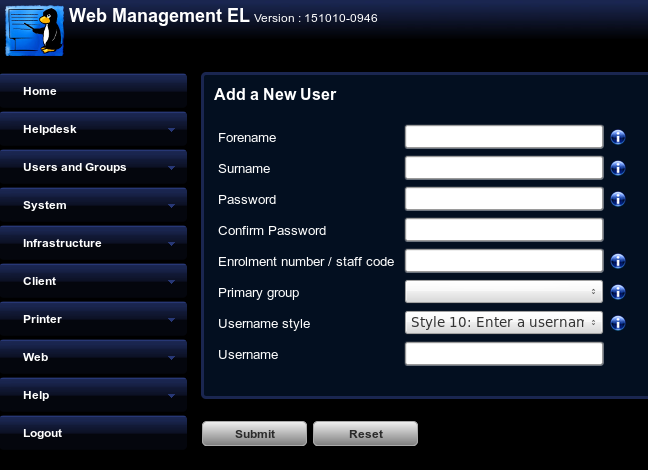 Web Management EL Version : 151010-0946
Home
Helpdesk
Users and Groups
System
Infrastructure
Client
Printer
Web
Help
Logout
Add a New User
Forename
Surname
Password
Confirm Password
Enrolment number / staff code
Primary group
Username style Style 10: Enter a usernam
Username
Submit Reset